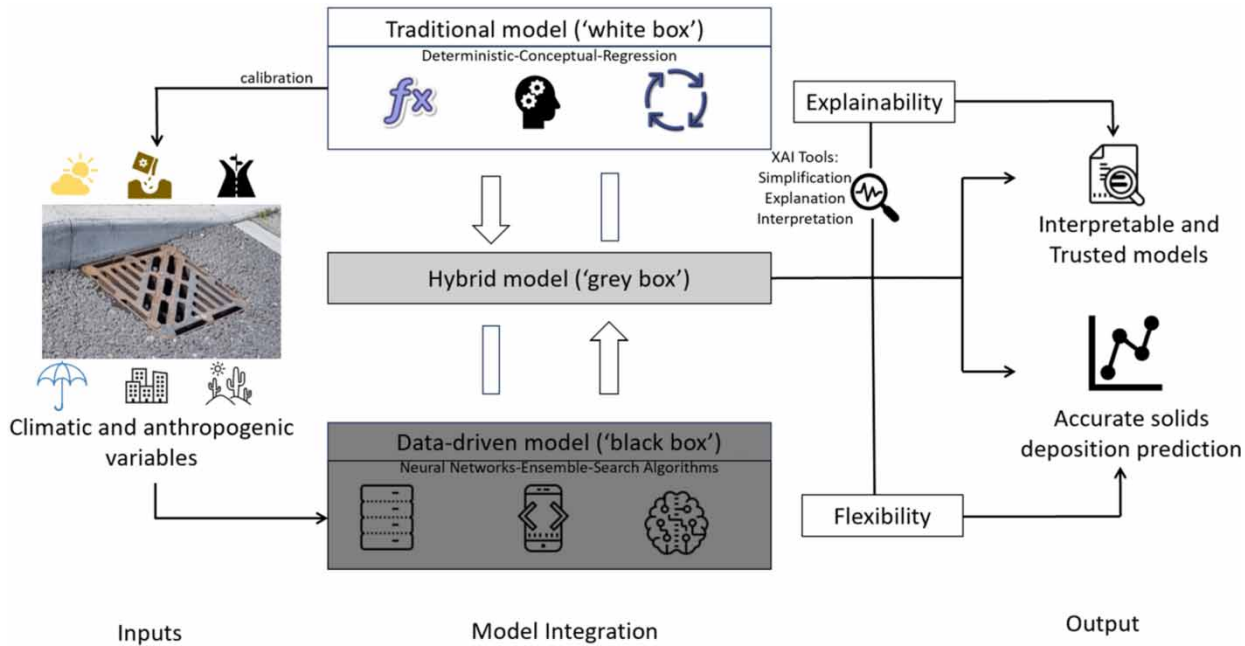 Traditional model (‘white box’)
Deterministic-Conceptual-Regression
fx
calibration
Explainability
XAI Tools:
Simplification
Explanation
Interpretation
Interpretable and
Trusted models
Hybrid model (‘grey box’)
Climatic and anthropogenic
variables
Data-driven model (‘black box’)
Neural Networks-Ensemble-Search Algorithms
Accurate solids
deposition prediction
Flexibility
Inputs
Model Integration
Output